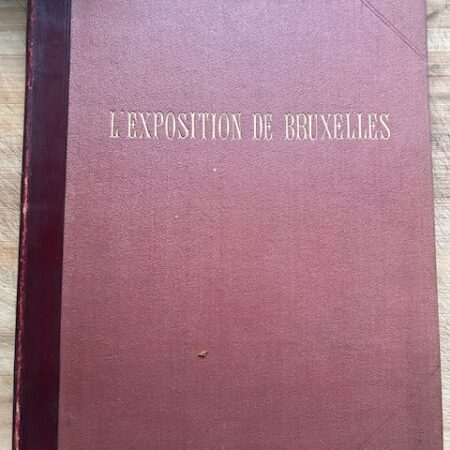 L'EXPOSITION DE BRUXELLES